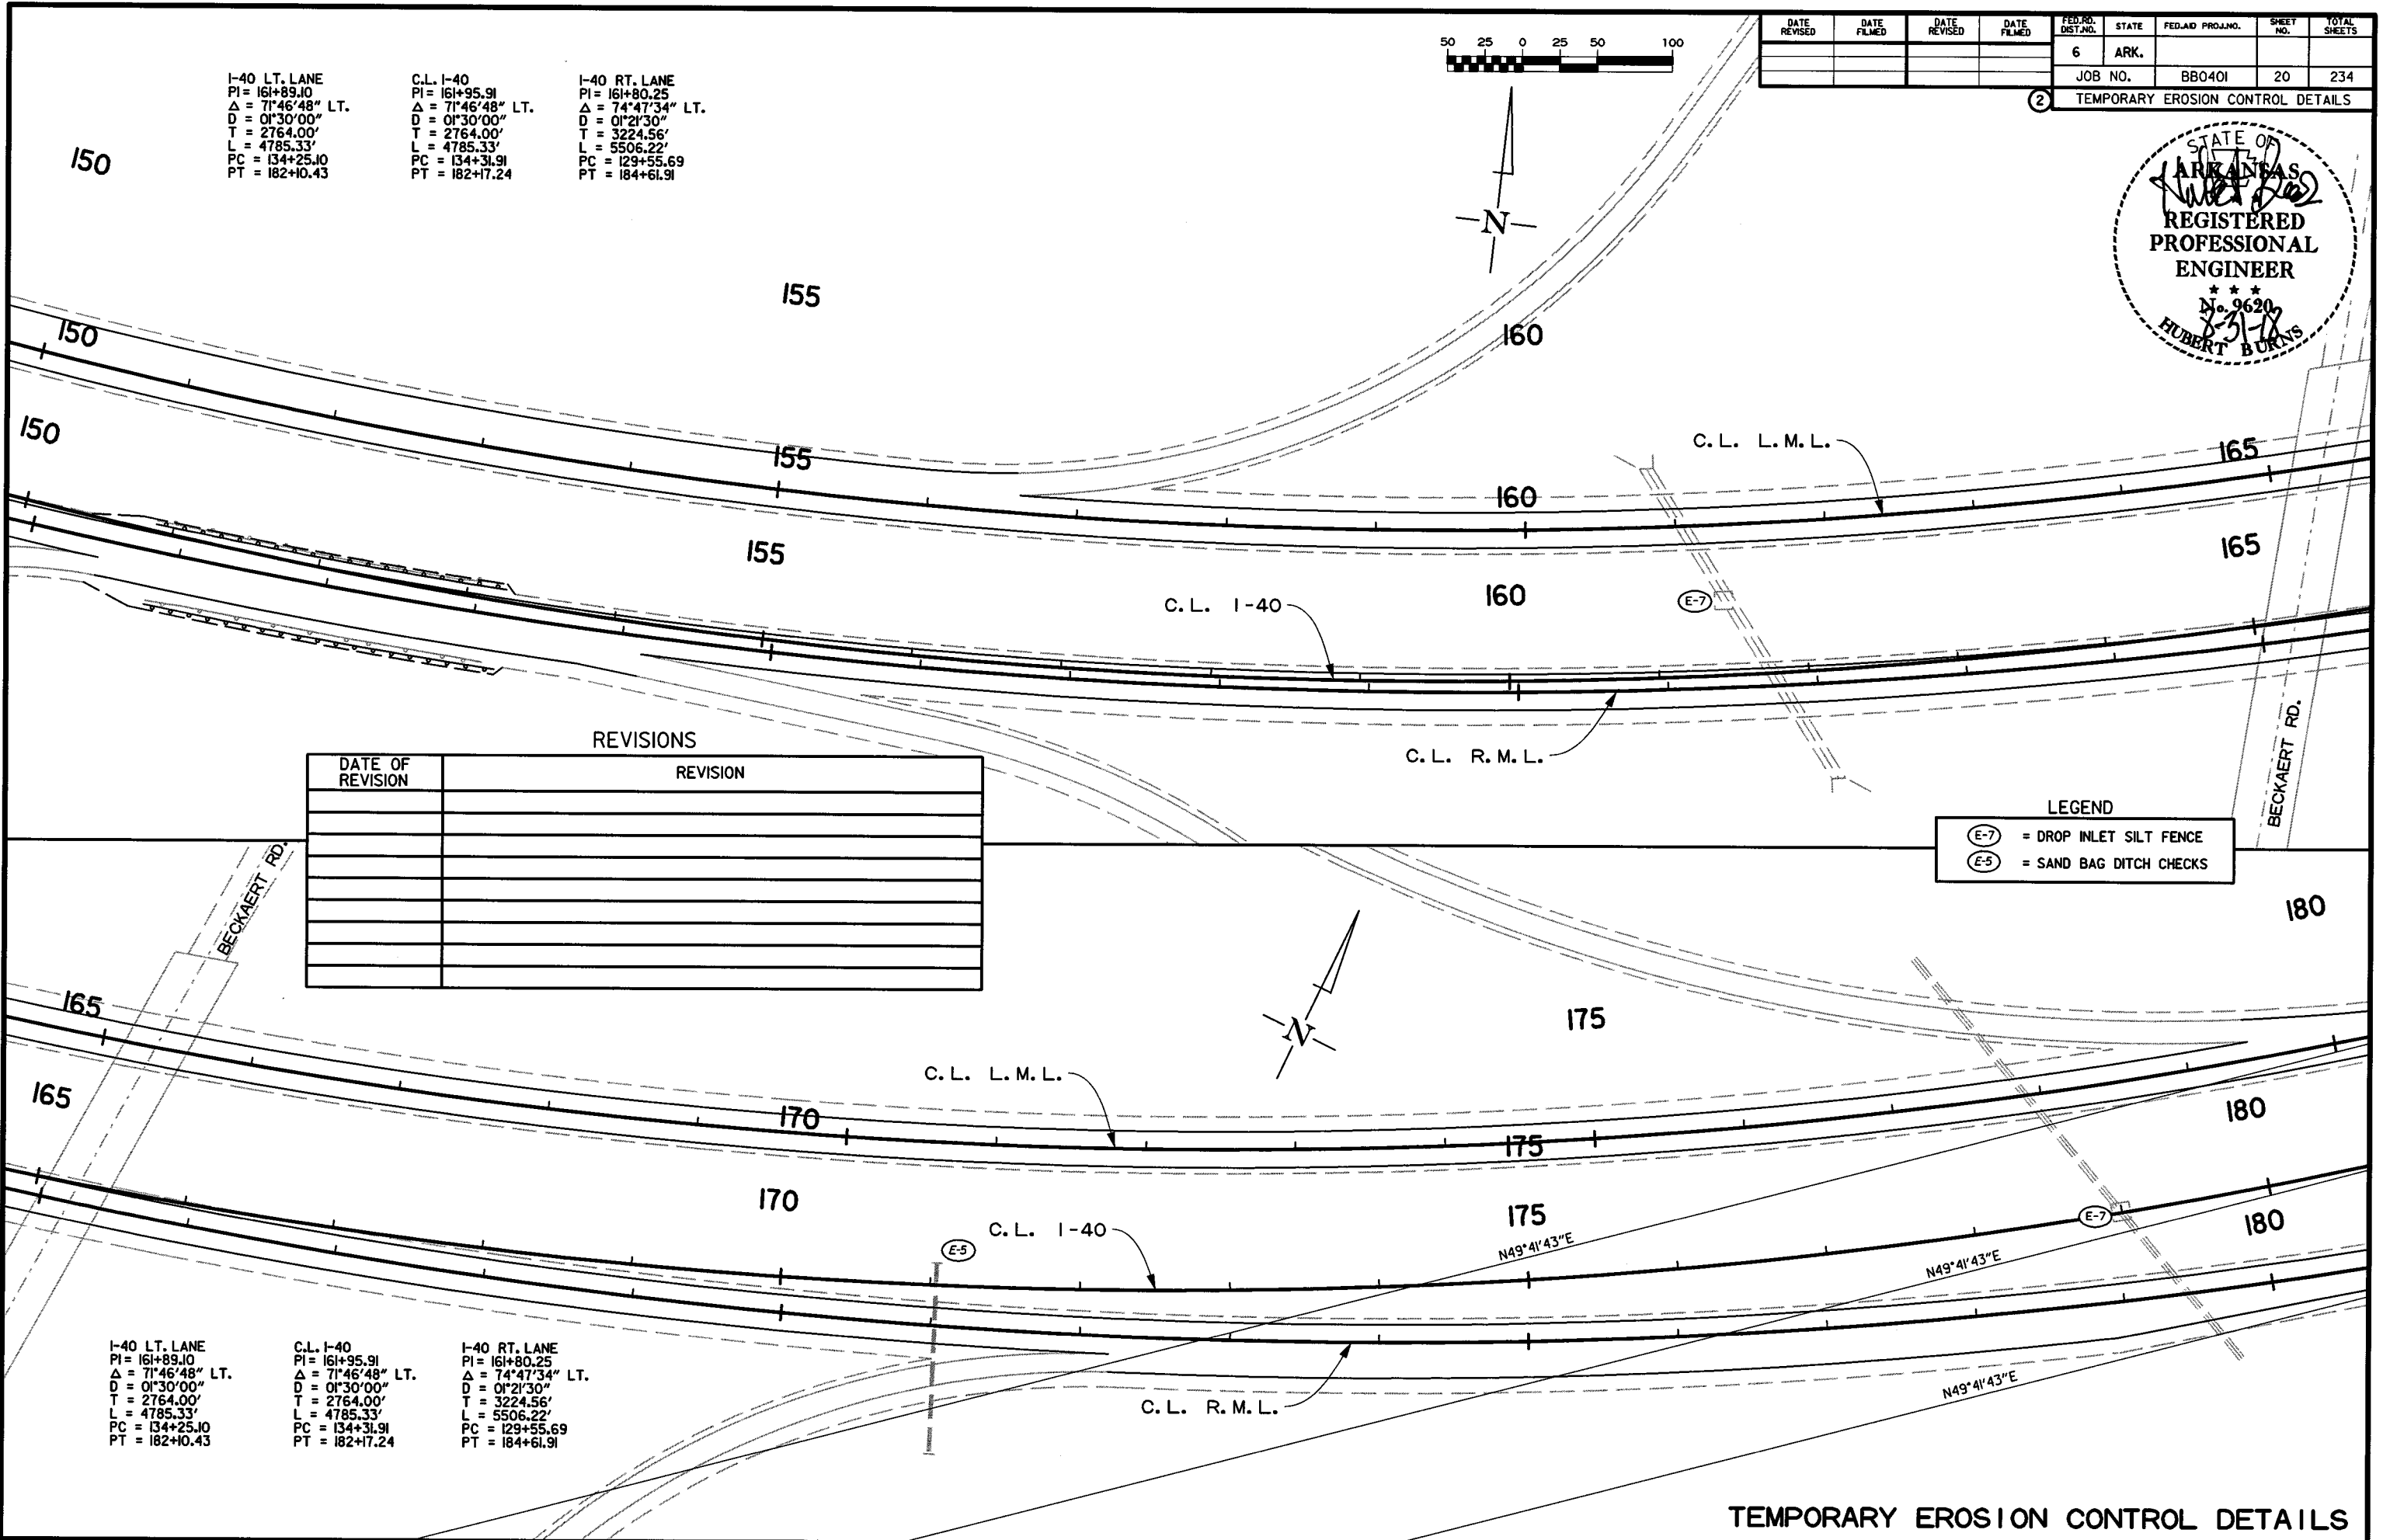 50 25 0 25 50 100
DATE REVISED DATE FILMED DATE REVISED DATE FILMED FED.RD. DIST.NO. STATE FED.AID PROJ.NO. SHEET NO. TOTAL SHEETS
6 ARK.
JOB NO. BB0401 20 234
2 TEMPORARY EROSION CONTROL DETAILS
I-40 LT. LANE
PI = 161+89.10
Δ = 71°46'48" LT.
D = 01°30'00"
T = 2764.00'
L = 4785.33'
PC = 134+25.10
PT = 182+10.43
C.L. I-40
PI = 161+95.91
Δ = 71°46'48" LT.
D = 01°30'00"
T = 2764.00'
L = 4785.33'
PC = 134+31.91
PT = 182+17.24
I-40 RT. LANE
PI = 161+80.25
Δ = 74°47'34" LT.
D = 01°21'30"
T = 3224.56'
L = 5506.22'
PC = 129+55.69
PT = 184+61.91
STATE OF
ARKANSAS
REGISTERED
PROFESSIONAL
ENGINEER
★ ★ ★
No. 9620
8-31-18
HUBERT BURNS
N
150
155
160
150
155
160
165
150
155
160
165
C.L. L.M.L.
C.L. I-40
E-7
C.L. R.M.L.
BECKAERT RD.
REVISIONS
DATE OF REVISION REVISION
LEGEND
E-7 = DROP INLET SILT FENCE
E-5 = SAND BAG DITCH CHECKS
BECKAERT RD.
N
175
180
165
170
175
180
165
170
175
180
C.L. L.M.L.
C.L. I-40
E-5
E-7
N49°41'43"E
N49°41'43"E
N49°41'43"E
C.L. R.M.L.
I-40 LT. LANE
PI = 161+89.10
Δ = 71°46'48" LT.
D = 01°30'00"
T = 2764.00'
L = 4785.33'
PC = 134+25.10
PT = 182+10.43
C.L. I-40
PI = 161+95.91
Δ = 71°46'48" LT.
D = 01°30'00"
T = 2764.00'
L = 4785.33'
PC = 134+31.91
PT = 182+17.24
I-40 RT. LANE
PI = 161+80.25
Δ = 74°47'34" LT.
D = 01°21'30"
T = 3224.56'
L = 5506.22'
PC = 129+55.69
PT = 184+61.91
TEMPORARY EROSION CONTROL DETAILS